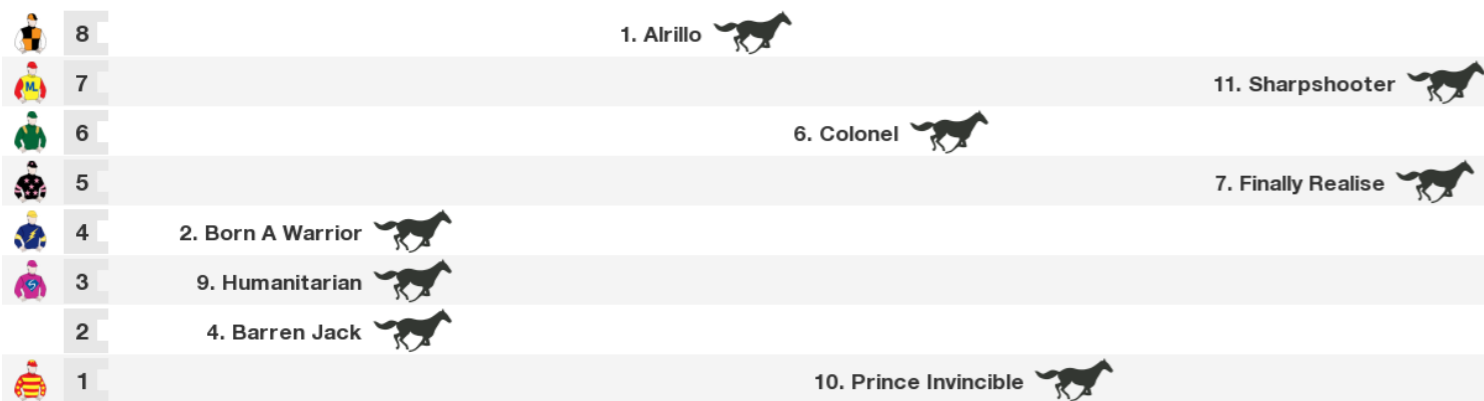 8 1. Alrillo
ML 7 11. Sharpshooter
6 6. Colonel
5 7. Finally Realise
4 2. Born A Warrior
S 3 9. Humanitarian
2 4. Barren Jack
1 10. Prince Invincible